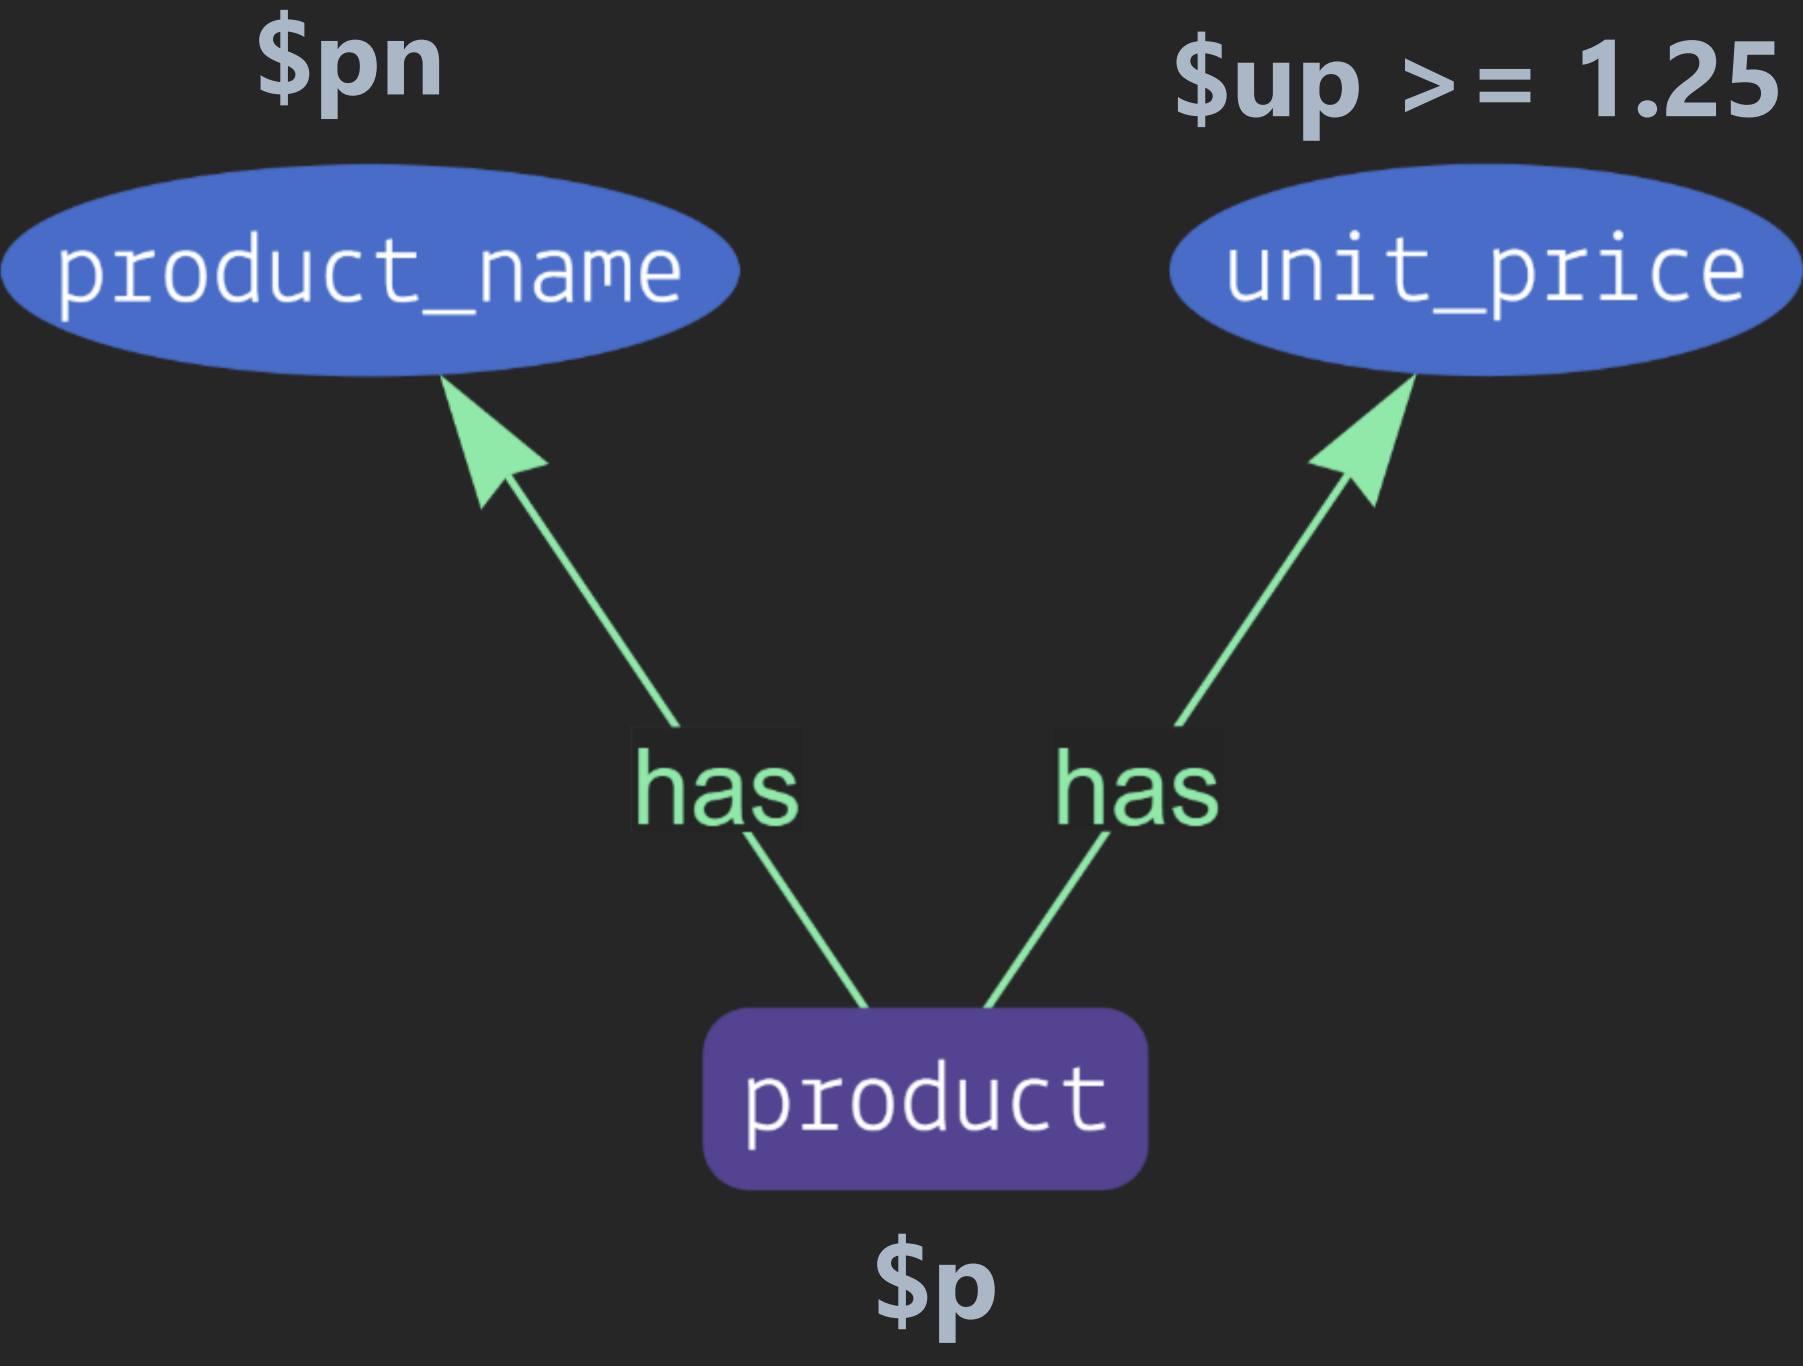 $pn
$up >= 1.25
product_name
unit_price
has
has
product
$p